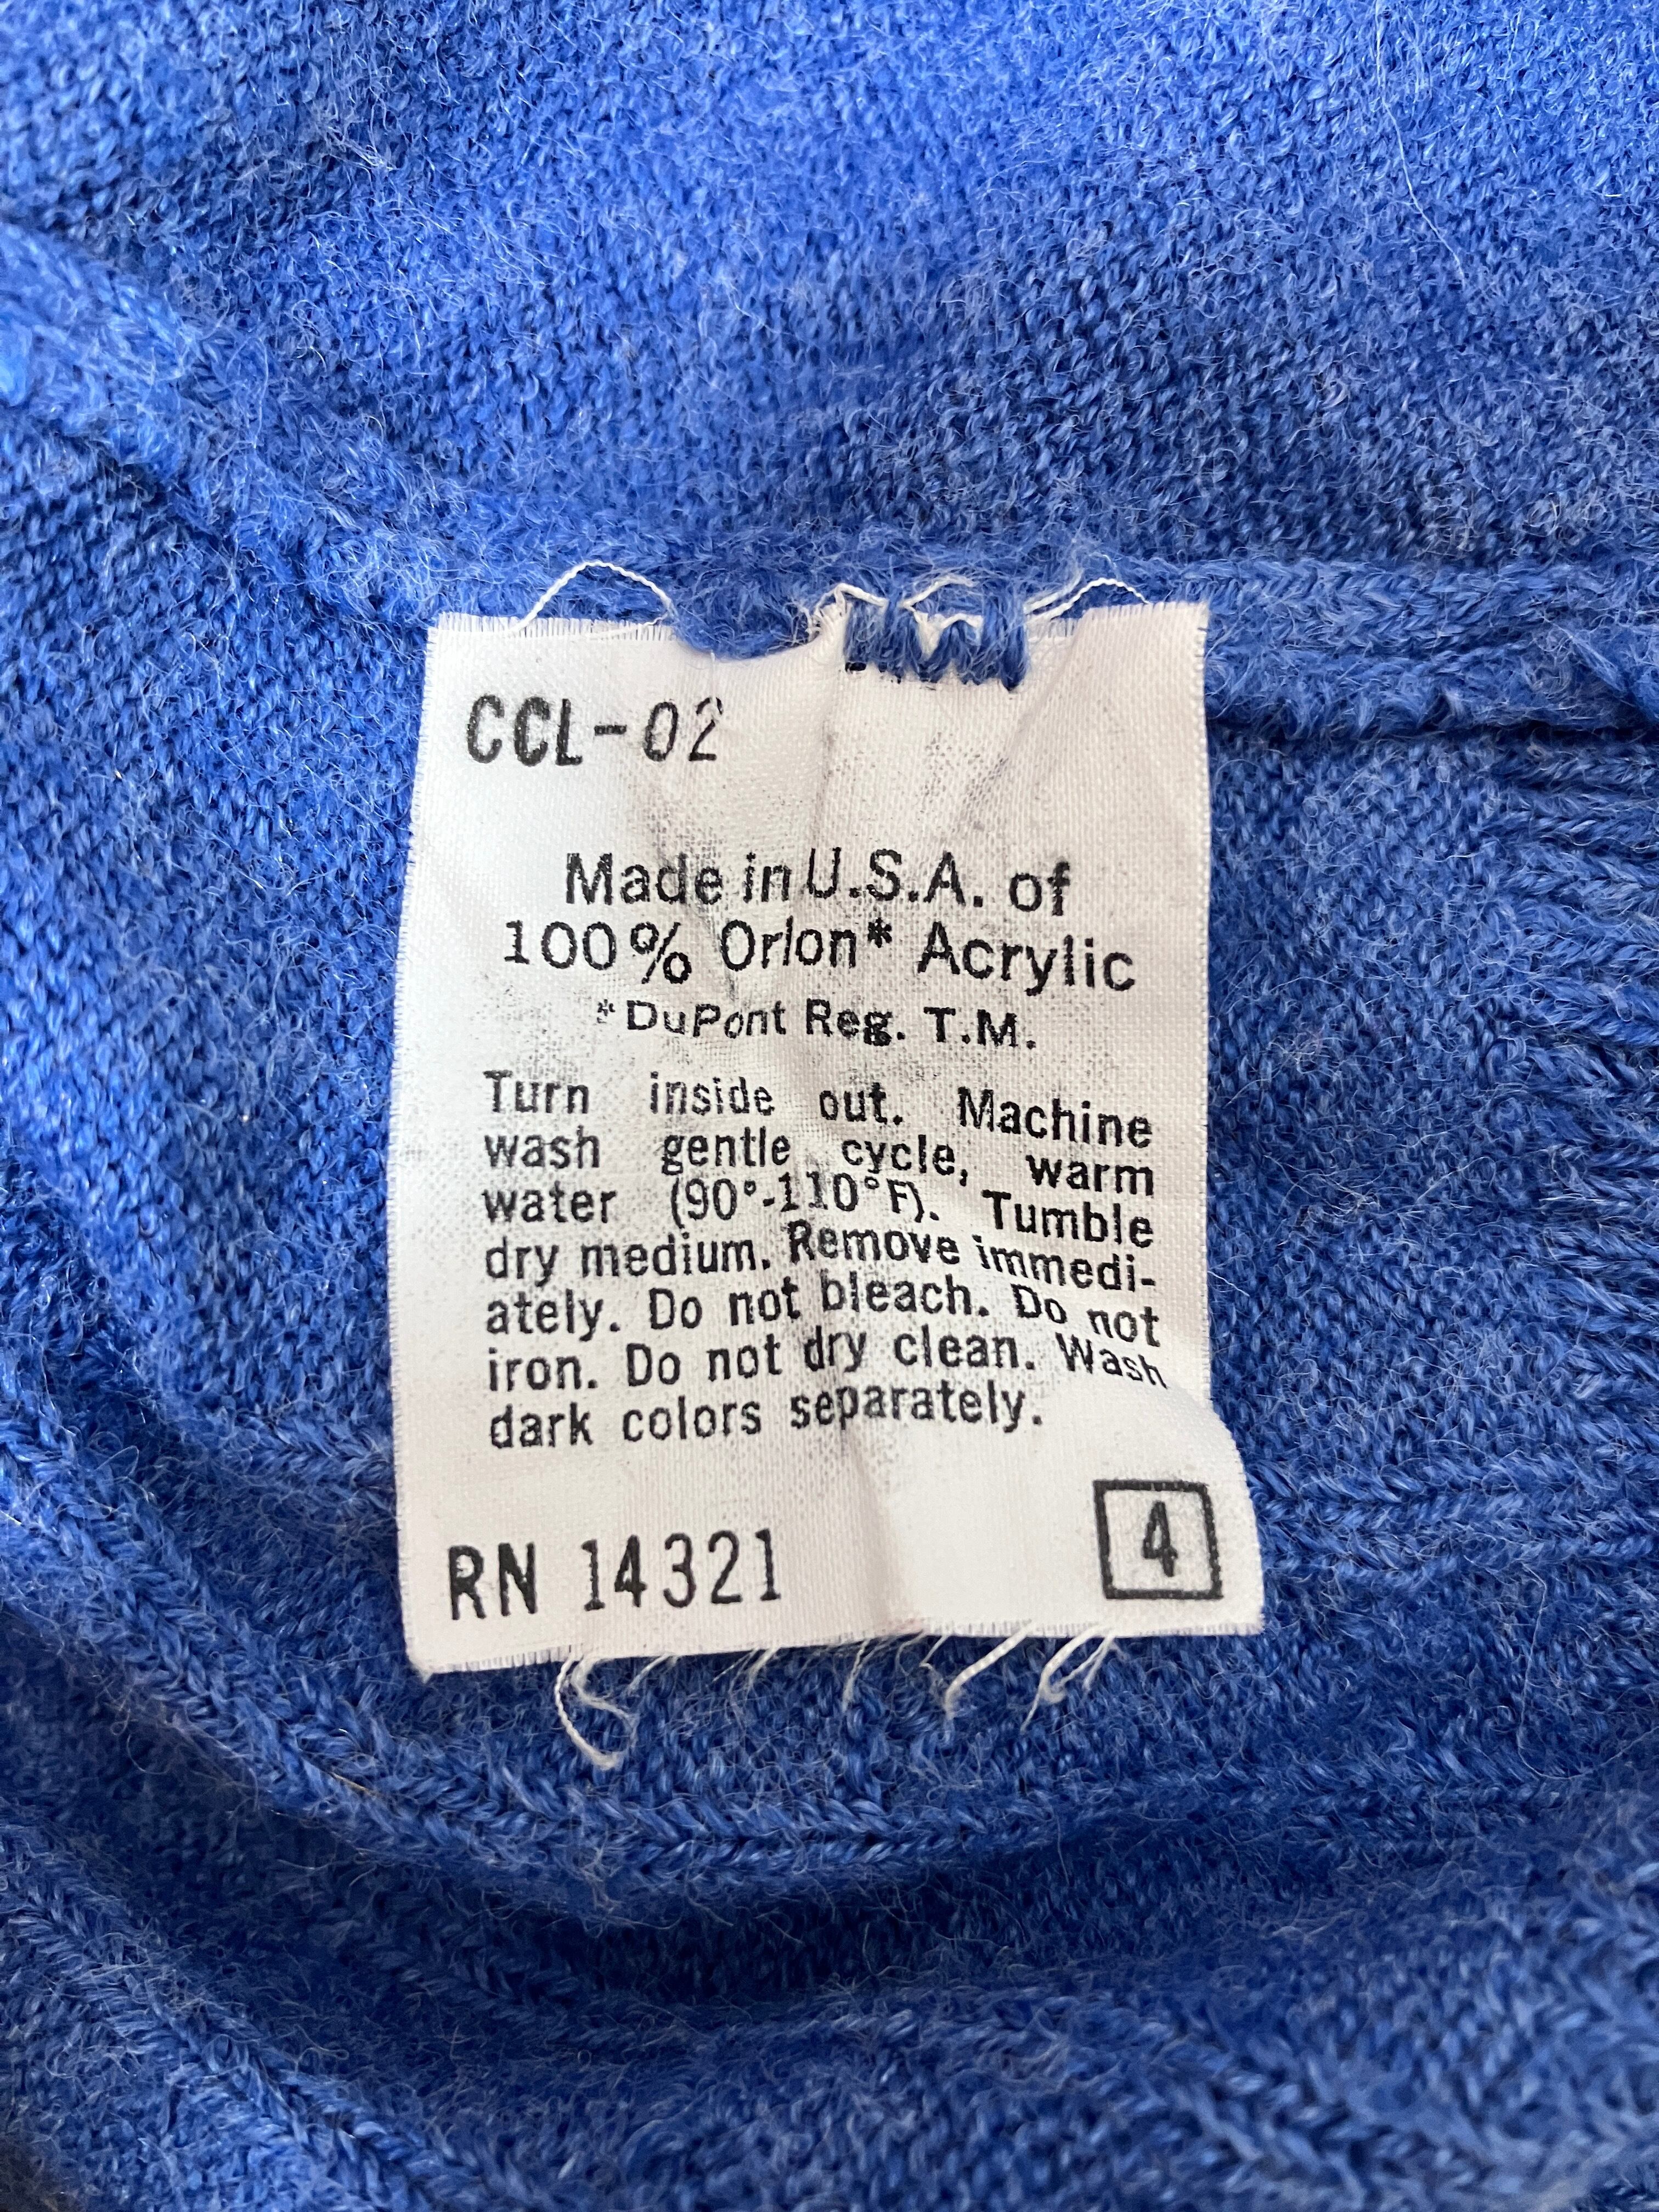 CCL-02
Made in U.S.A. of
100% Orlon* Acrylic
*DuPont Reg. T.M.
Turn inside out. Machine
wash gentle cycle, warm
water (90°-110°F). Tumble
dry medium. Remove immedi-
ately. Do not bleach. Do not
iron. Do not dry clean. Wash
dark colors separately.
RN 14321
4